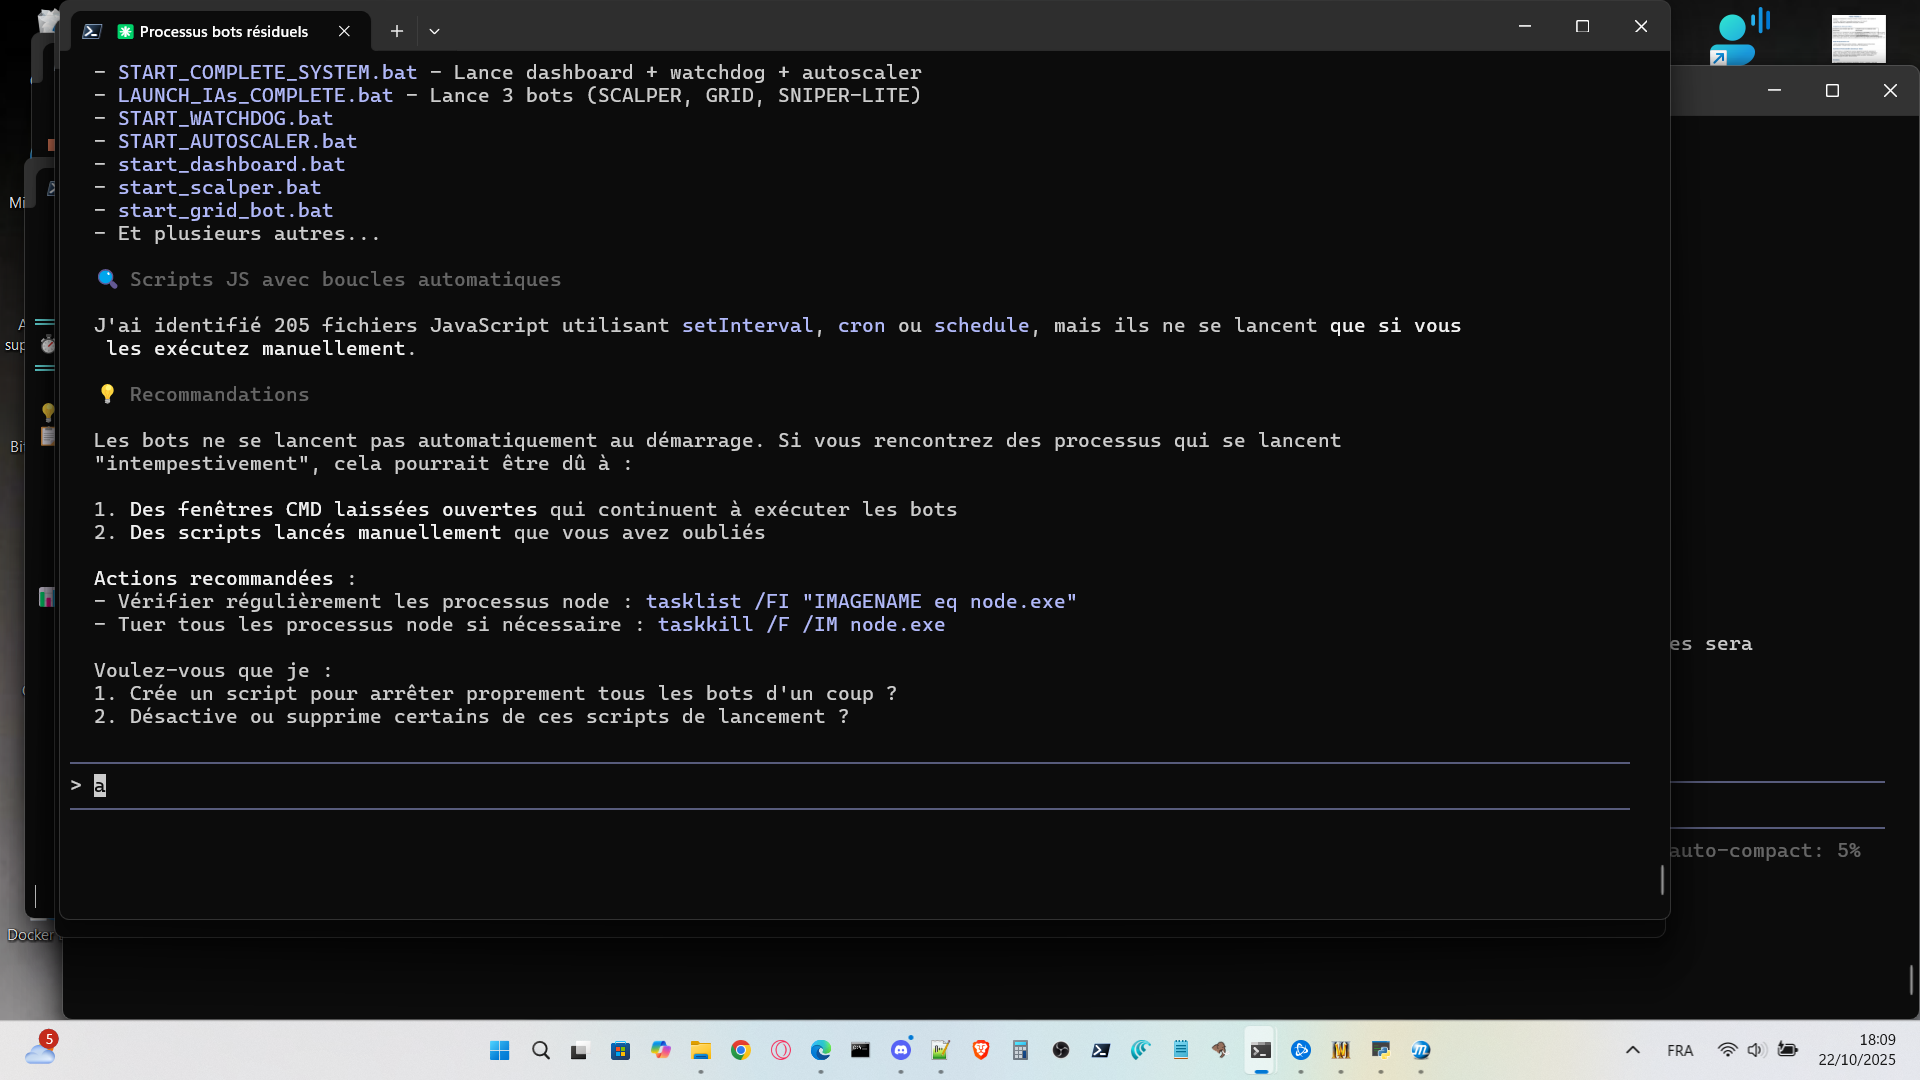 Processus bots résiduels
- START_COMPLETE_SYSTEM.bat - Lance dashboard + watchdog + autoscaler
- LAUNCH_IAs_COMPLETE.bat - Lance 3 bots (SCALPER, GRID, SNIPER-LITE)
- START_WATCHDOG.bat
- START_AUTOSCALER.bat
- start_dashboard.bat
- start_scalper.bat
- start_grid_bot.bat
- Et plusieurs autres...
Scripts JS avec boucles automatiques
J'ai identifié 205 fichiers JavaScript utilisant setInterval, cron ou schedule, mais ils ne se lancent que si vous
les exécutez manuellement.
Recommandations
Les bots ne se lancent pas automatiquement au démarrage. Si vous rencontrez des processus qui se lancent
"intempestivement", cela pourrait être dû à :
1. Des fenêtres CMD laissées ouvertes qui continuent à exécuter les bots
2. Des scripts lancés manuellement que vous avez oubliés
Actions recommandées :
- Vérifier régulièrement les processus node : tasklist /FI "IMAGENAME eq node.exe"
- Tuer tous les processus node si nécessaire : taskkill /F /IM node.exe
Voulez-vous que je :
1. Crée un script pour arrêter proprement tous les bots d'un coup ?
2. Désactive ou supprime certains de ces scripts de lancement ?
> a
es sera
auto-compact: 5%
Mi
sup
Bit
Docker
5
FRA
18:09
22/10/2025